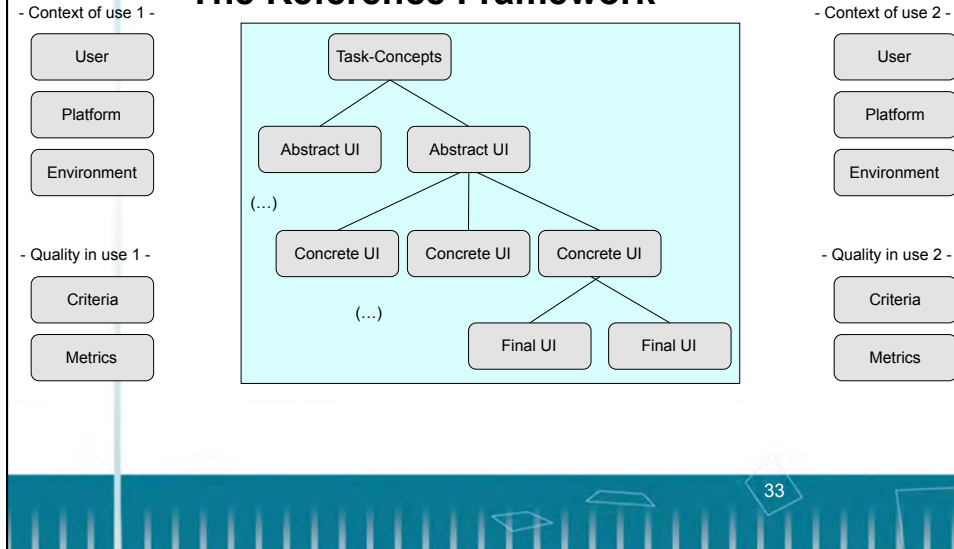 The Reference Framework
- Context of use 1 -
User
Platform
Environment
- Quality in use 1 -
Criteria
Metrics
Task-Concepts
Abstract UI
Abstract UI
(...)
Concrete UI
Concrete UI
Concrete UI
(...)
Final UI
Final UI
- Context of use 2 -
User
Platform
Environment
- Quality in use 2 -
Criteria
Metrics
33